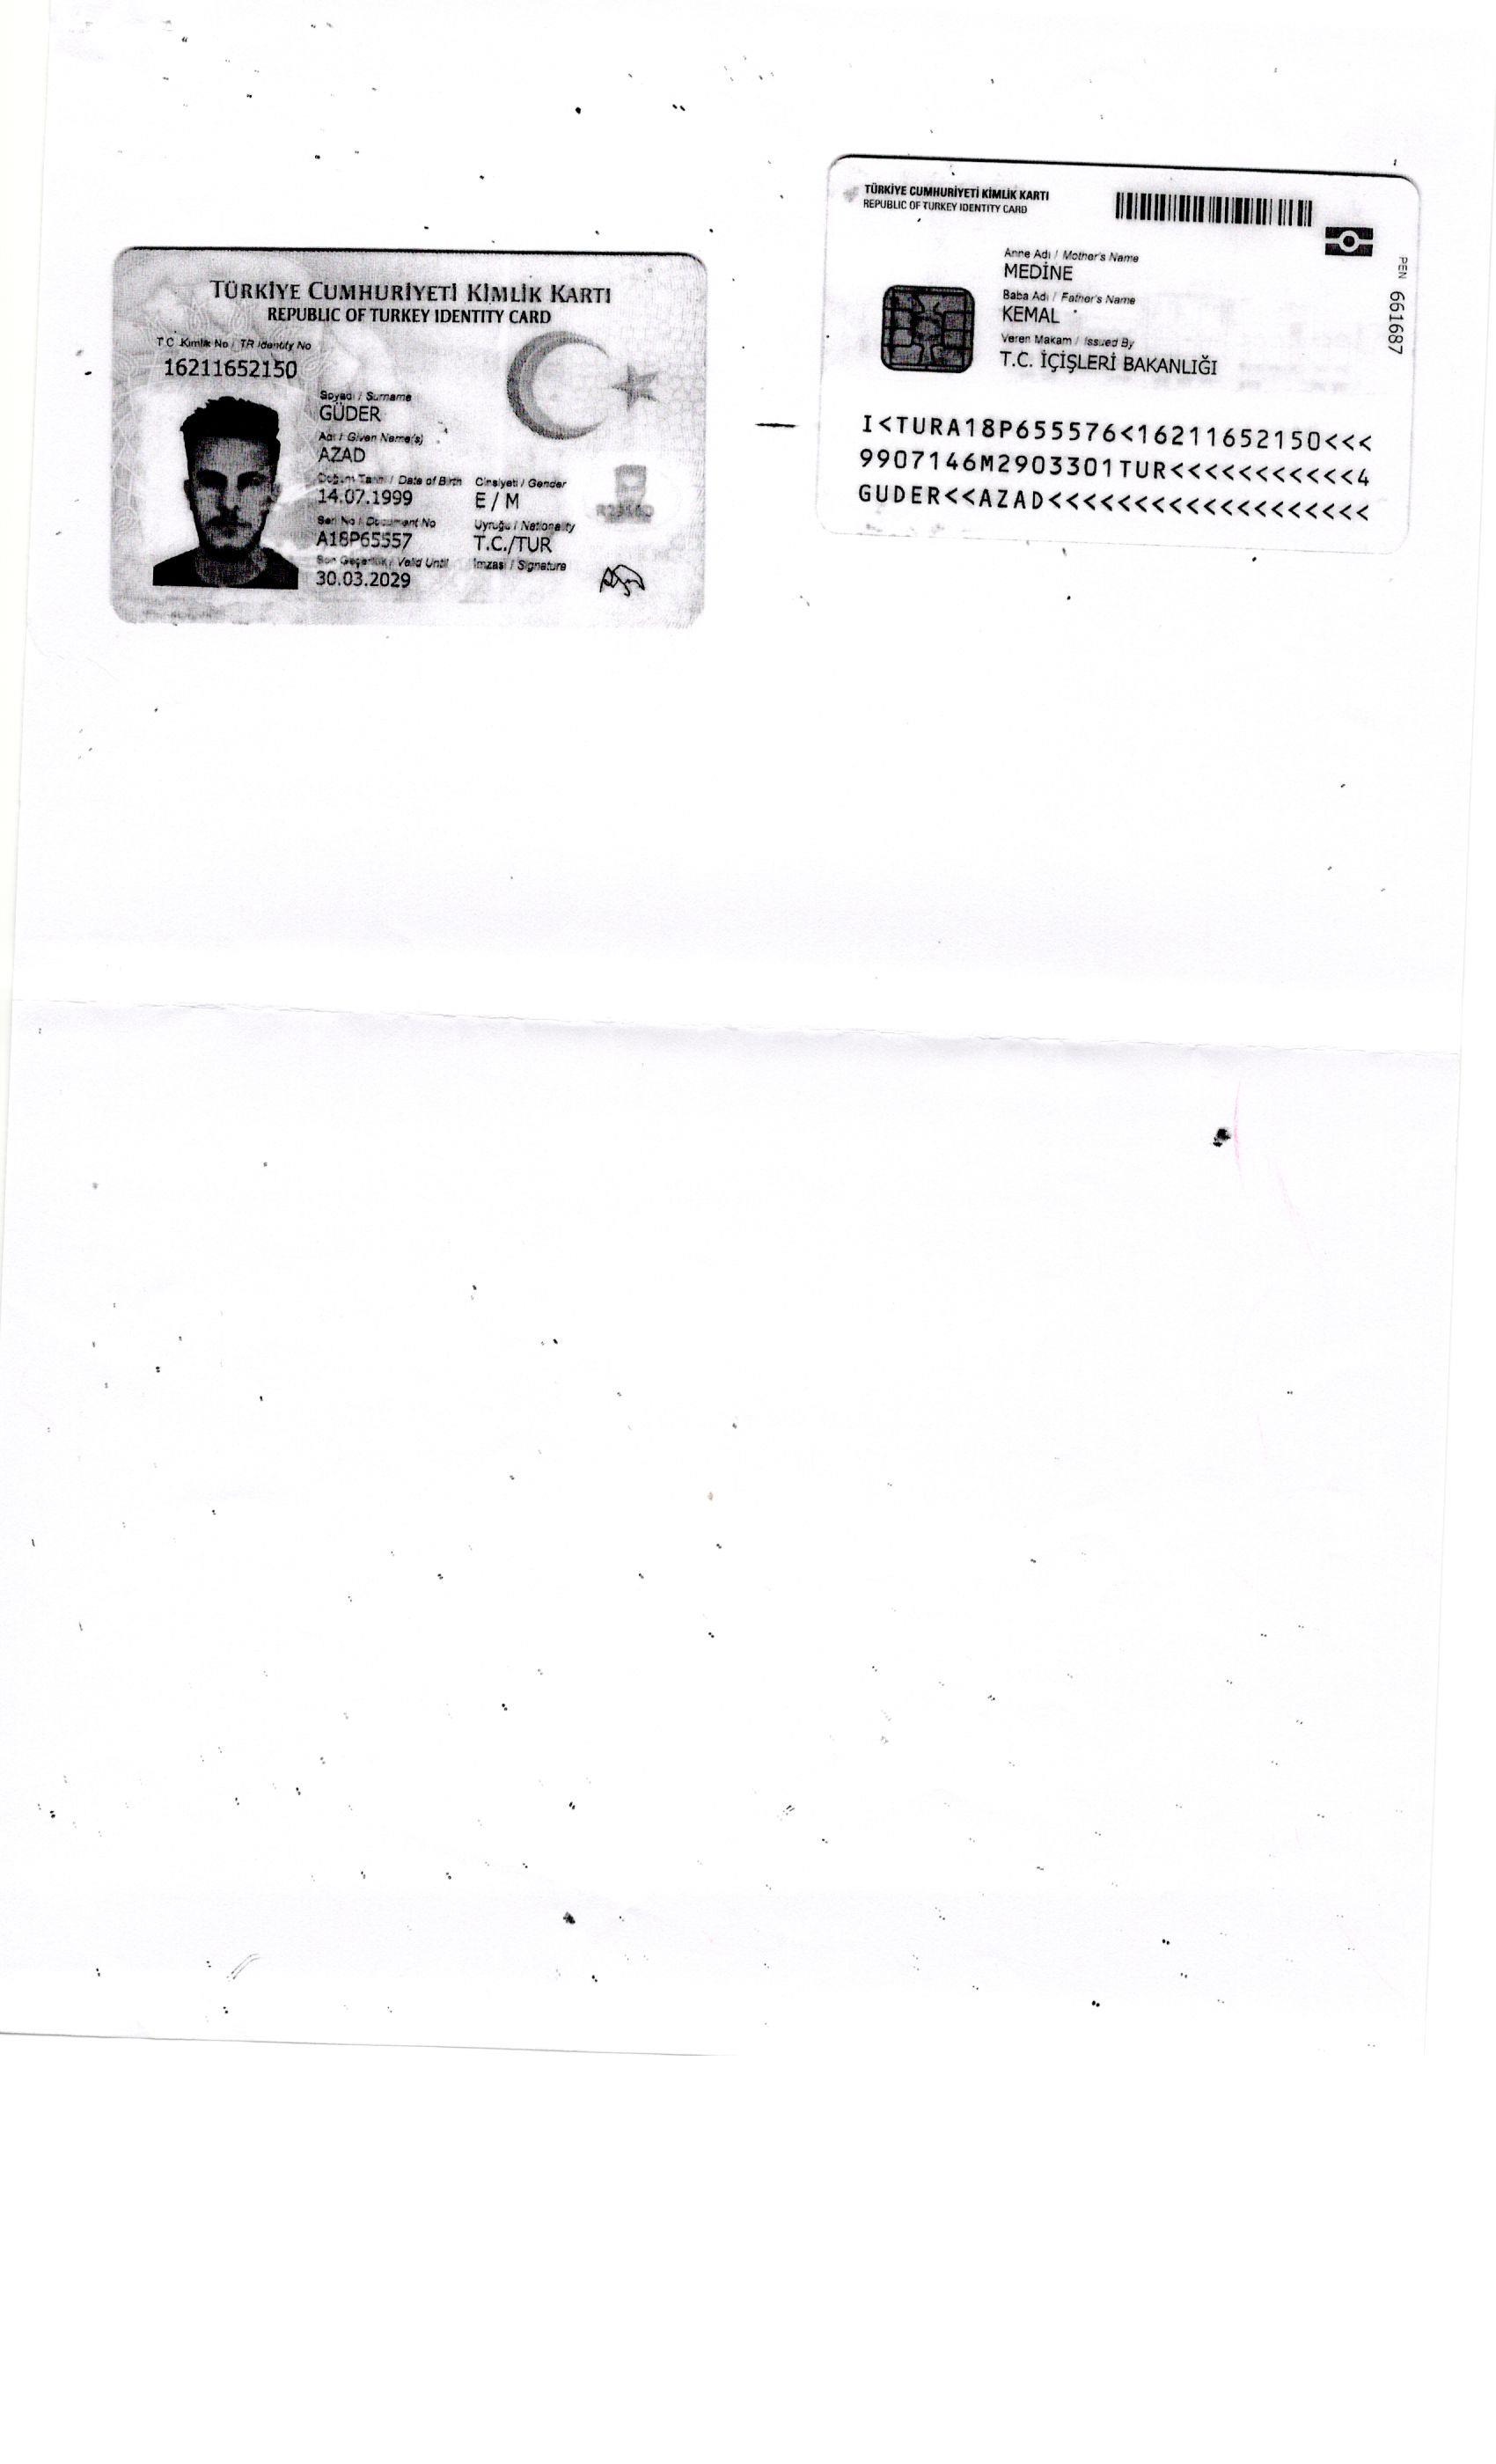 TÜRKİYE CUMHURİYETİ KİMLİK KARTI
REPUBLIC OF TURKEY IDENTITY CARD
T.C. Kimlik No / TR Identity No
16211652150
Soyadı / Surname
GÜDER
Adı / Given Name(s)
AZAD
Doğum Tarihi / Date of Birth Cinsiyeti / Gender
14.07.1999 E / M
Seri No / Document No Uyruğu / Nationality
A18P65557 T.C./TUR
Son Geçerlilik / Valid Until İmzası / Signature
30.03.2029
TÜRKİYE CUMHURİYETİ KİMLİK KARTI
REPUBLIC OF TURKEY IDENTITY CARD
Anne Adı / Mother's Name
MEDİNE
Baba Adı / Father's Name
KEMAL
Veren Makam / Issued By
T.C. İÇİŞLERİ BAKANLIĞI
PEN 661687
I<TURA18P655576<16211652150<<<
9907146M2903301TUR<<<<<<<<<<<4
GUDER<<AZAD<<<<<<<<<<<<<<<<<<<